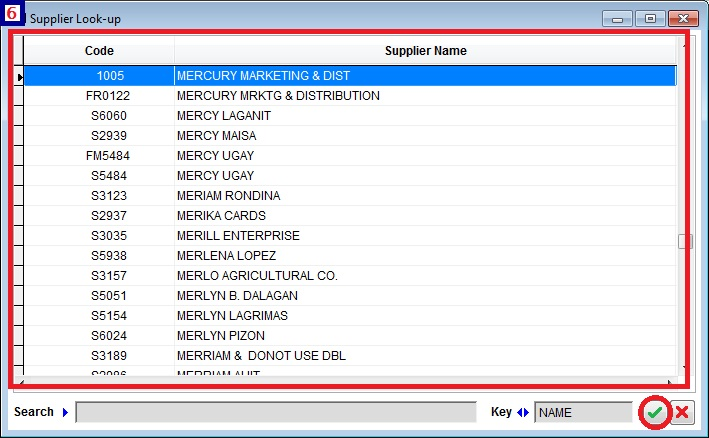 6
Supplier Look-up
Code Supplier Name
1005 MERCURY MARKETING & DIST
FR0122 MERCURY MRKTG & DISTRIBUTION
S6060 MERCY LAGANIT
S2939 MERCY MAISA
FM5484 MERCY UGAY
S5484 MERCY UGAY
S3123 MERIAM RONDINA
S2937 MERIKA CARDS
S3035 MERILL ENTERPRISE
S5938 MERLENA LOPEZ
S3157 MERLO AGRICULTURAL CO.
S5051 MERLYN B. DALAGAN
S5154 MERLYN LAGRIMAS
S6024 MERLYN PIZON
S3189 MERRIAM &  DONOT USE DBL
MERRIAM
Search Key NAME